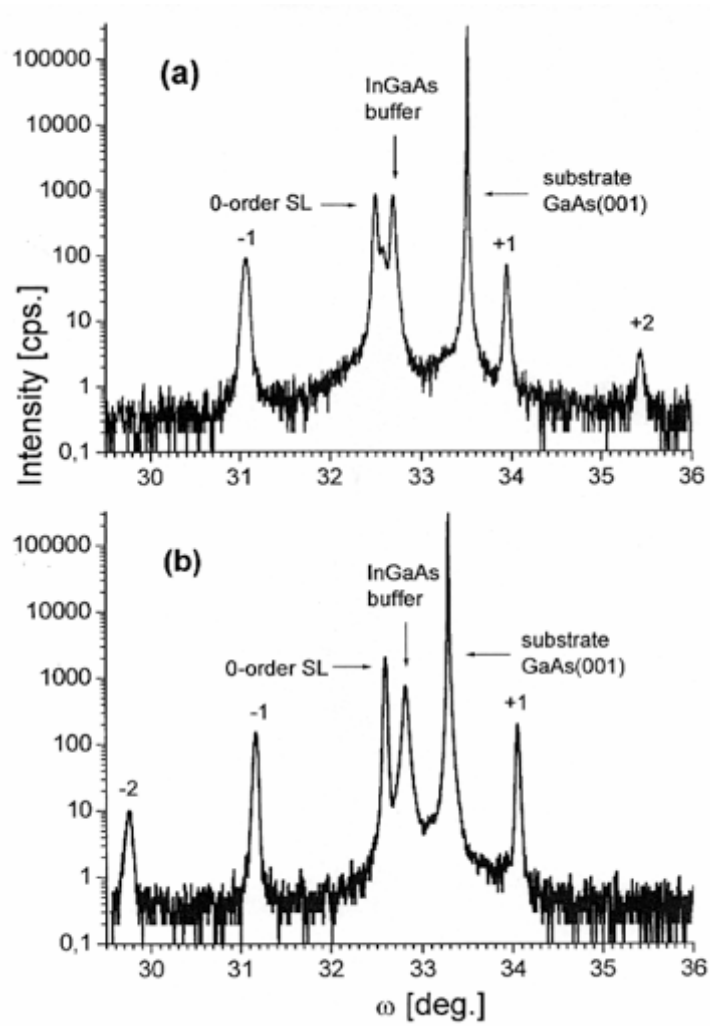 100000
(a)
InGaAs
buffer
10000
1000
0-order SL
substrate
GaAs(001)
-1
+1
100
+2
10
1
0,1
Intensity [cps.]
30 31 32 33 34 35 36
100000
(b)
InGaAs
buffer
10000
substrate
GaAs(001)
0-order SL
1000
-1
+1
100
-2
10
1
0,1
30 31 32 33 34 35 36
ω [deg.]